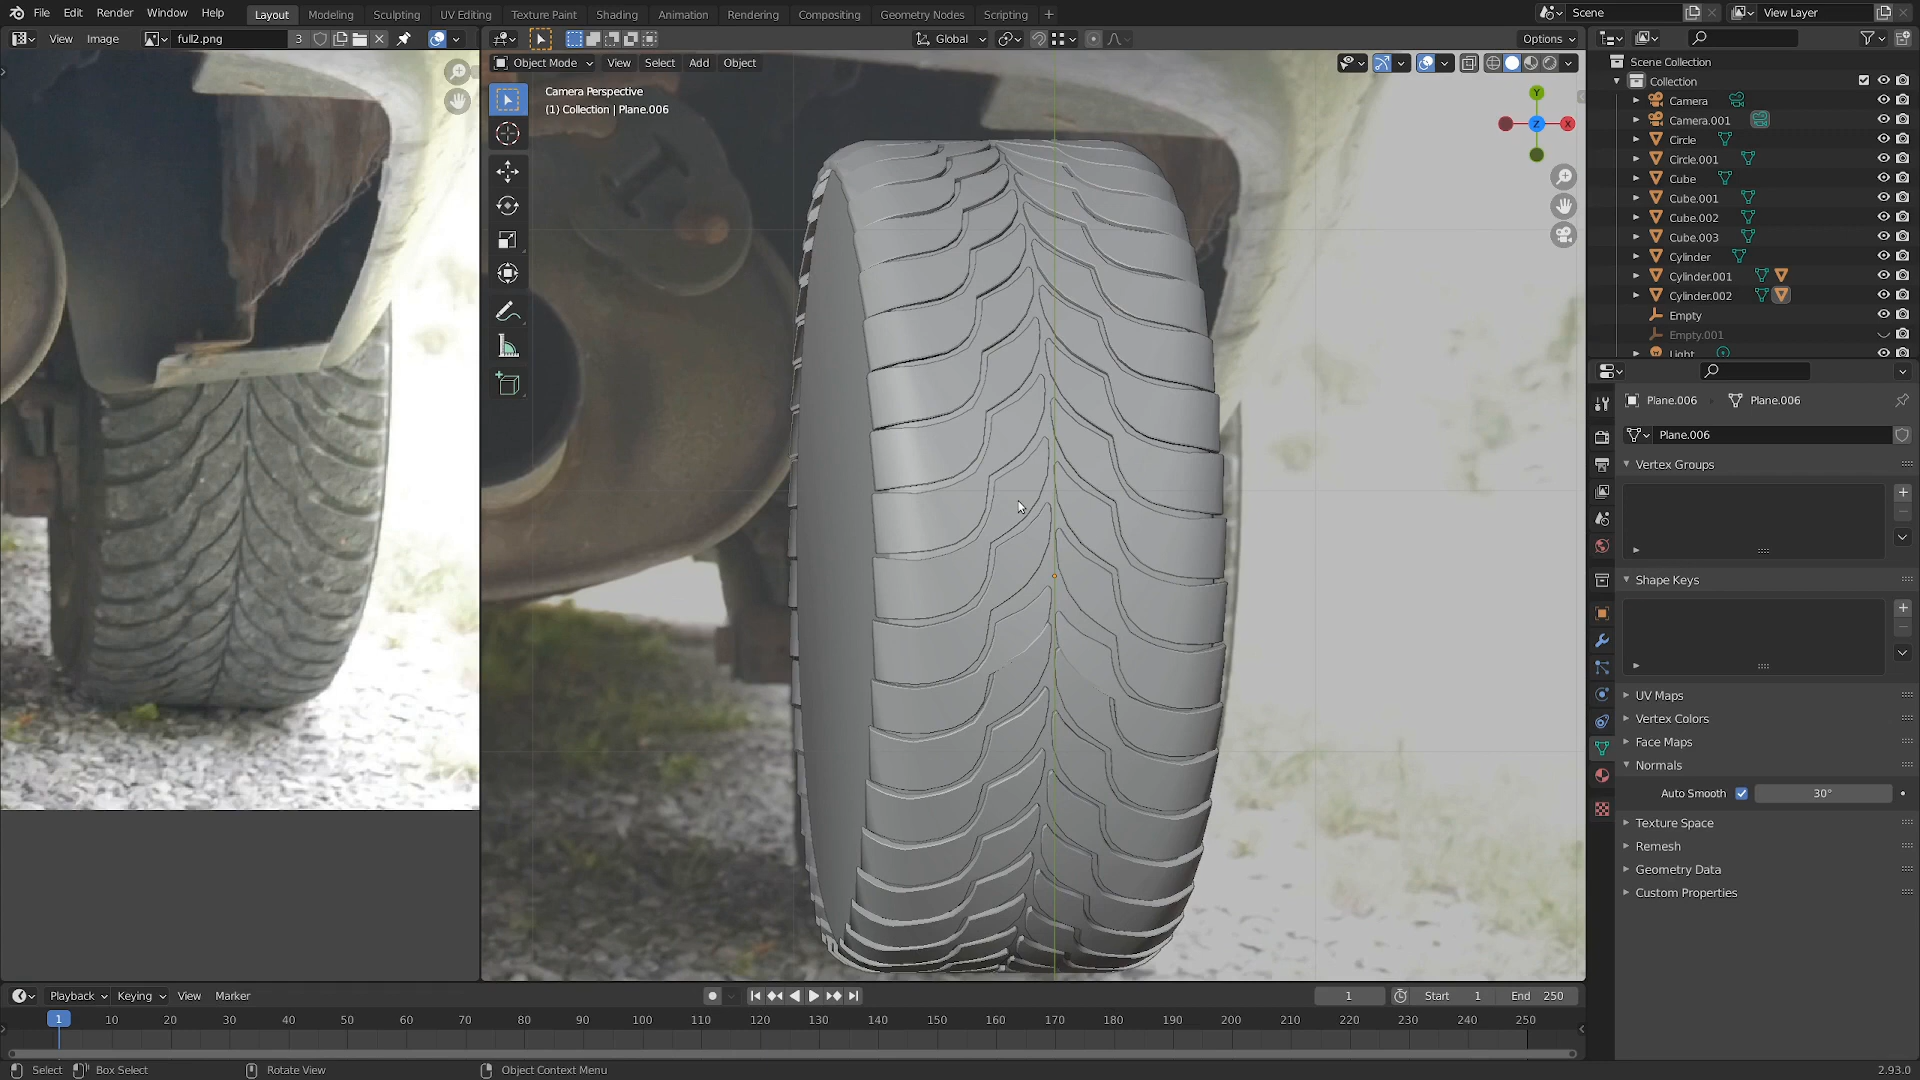 File Edit Render Window Help
Layout Modeling Sculpting UV Editing Texture Paint Shading Animation Rendering Compositing Geometry Nodes Scripting +
Scene
View Layer
View Image full2.png 3
Global
Options
Object Mode View Select Add Object
Camera Perspective
(1) Collection | Plane.006
Y
Z
X
Scene Collection
Collection
Camera
Camera.001
Circle
Circle.001
Cube
Cube.001
Cube.002
Cube.003
Cylinder
Cylinder.001
Cylinder.002
Empty
Empty.001
Light
Plane.006 Plane.006
Plane.006
Vertex Groups
Shape Keys
UV Maps
Vertex Colors
Face Maps
Normals
Auto Smooth 30°
Texture Space
Remesh
Geometry Data
Custom Properties
Playback Keying View Marker
1 Start 1 End 250
1 10 20 30 40 50 60 70 80 90 100 110 120 130 140 150 160 170 180 190 200 210 220 230 240 250
Select Box Select Rotate View Object Context Menu 2.93.0